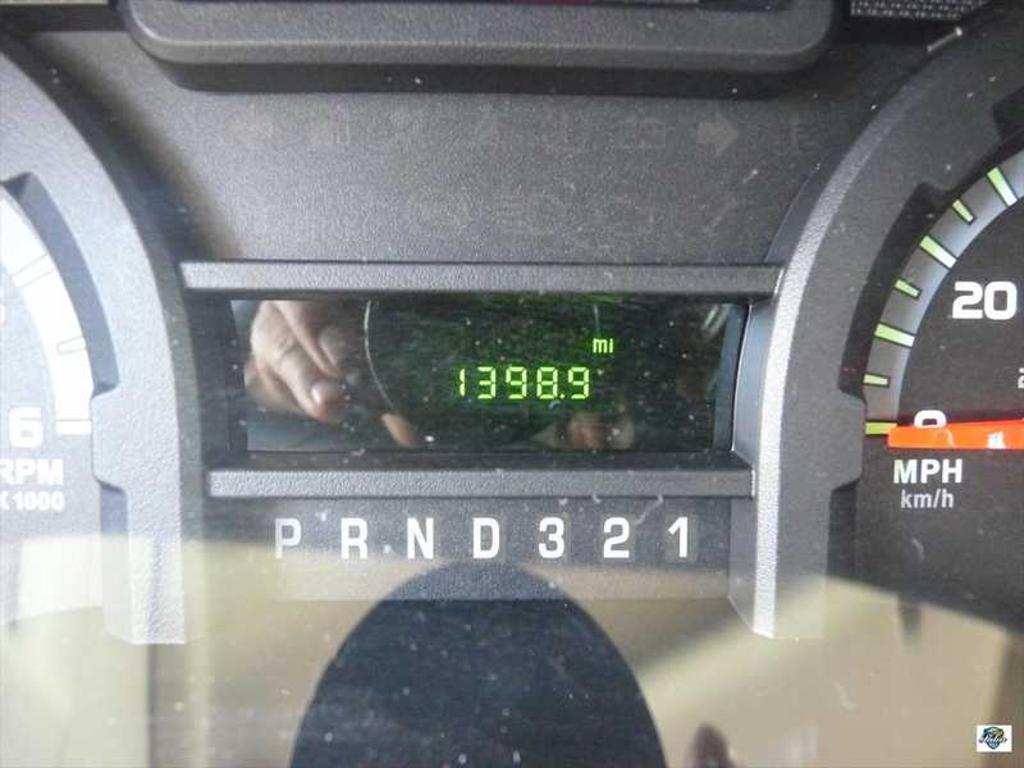 mi
1398.9
20
6
0
RPM
X 1000
MPH
km/h
P R N D 3 2 1